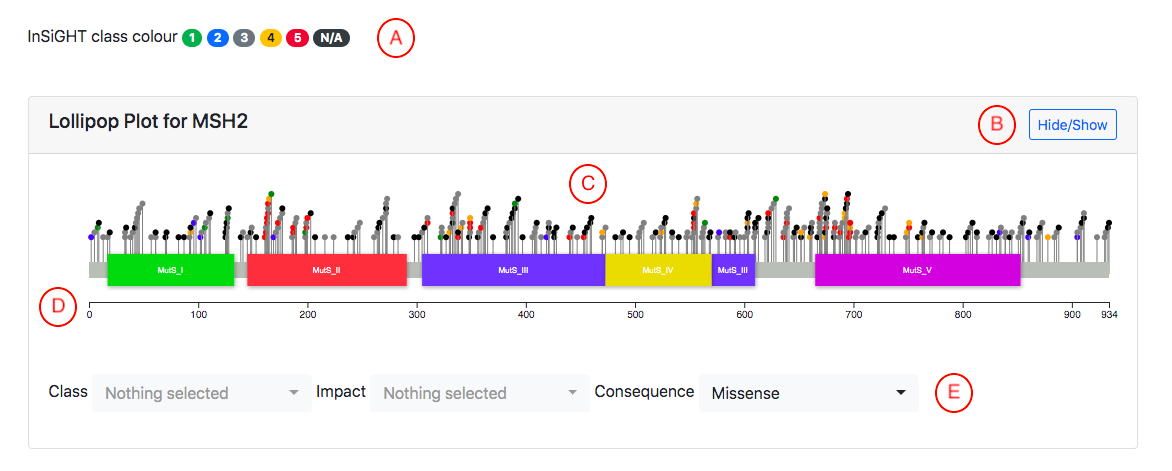 InSiGHT class colour 1 2 3 4 5 N/A A
Lollipop Plot for MSH2 B Hide/Show
C
MutS_I MutS_II MutS_III MutS_IV MutS_III MutS_V
D
0 100 200 300 400 500 600 700 800 900 934
Class Nothing selected Impact Nothing selected Consequence Missense E